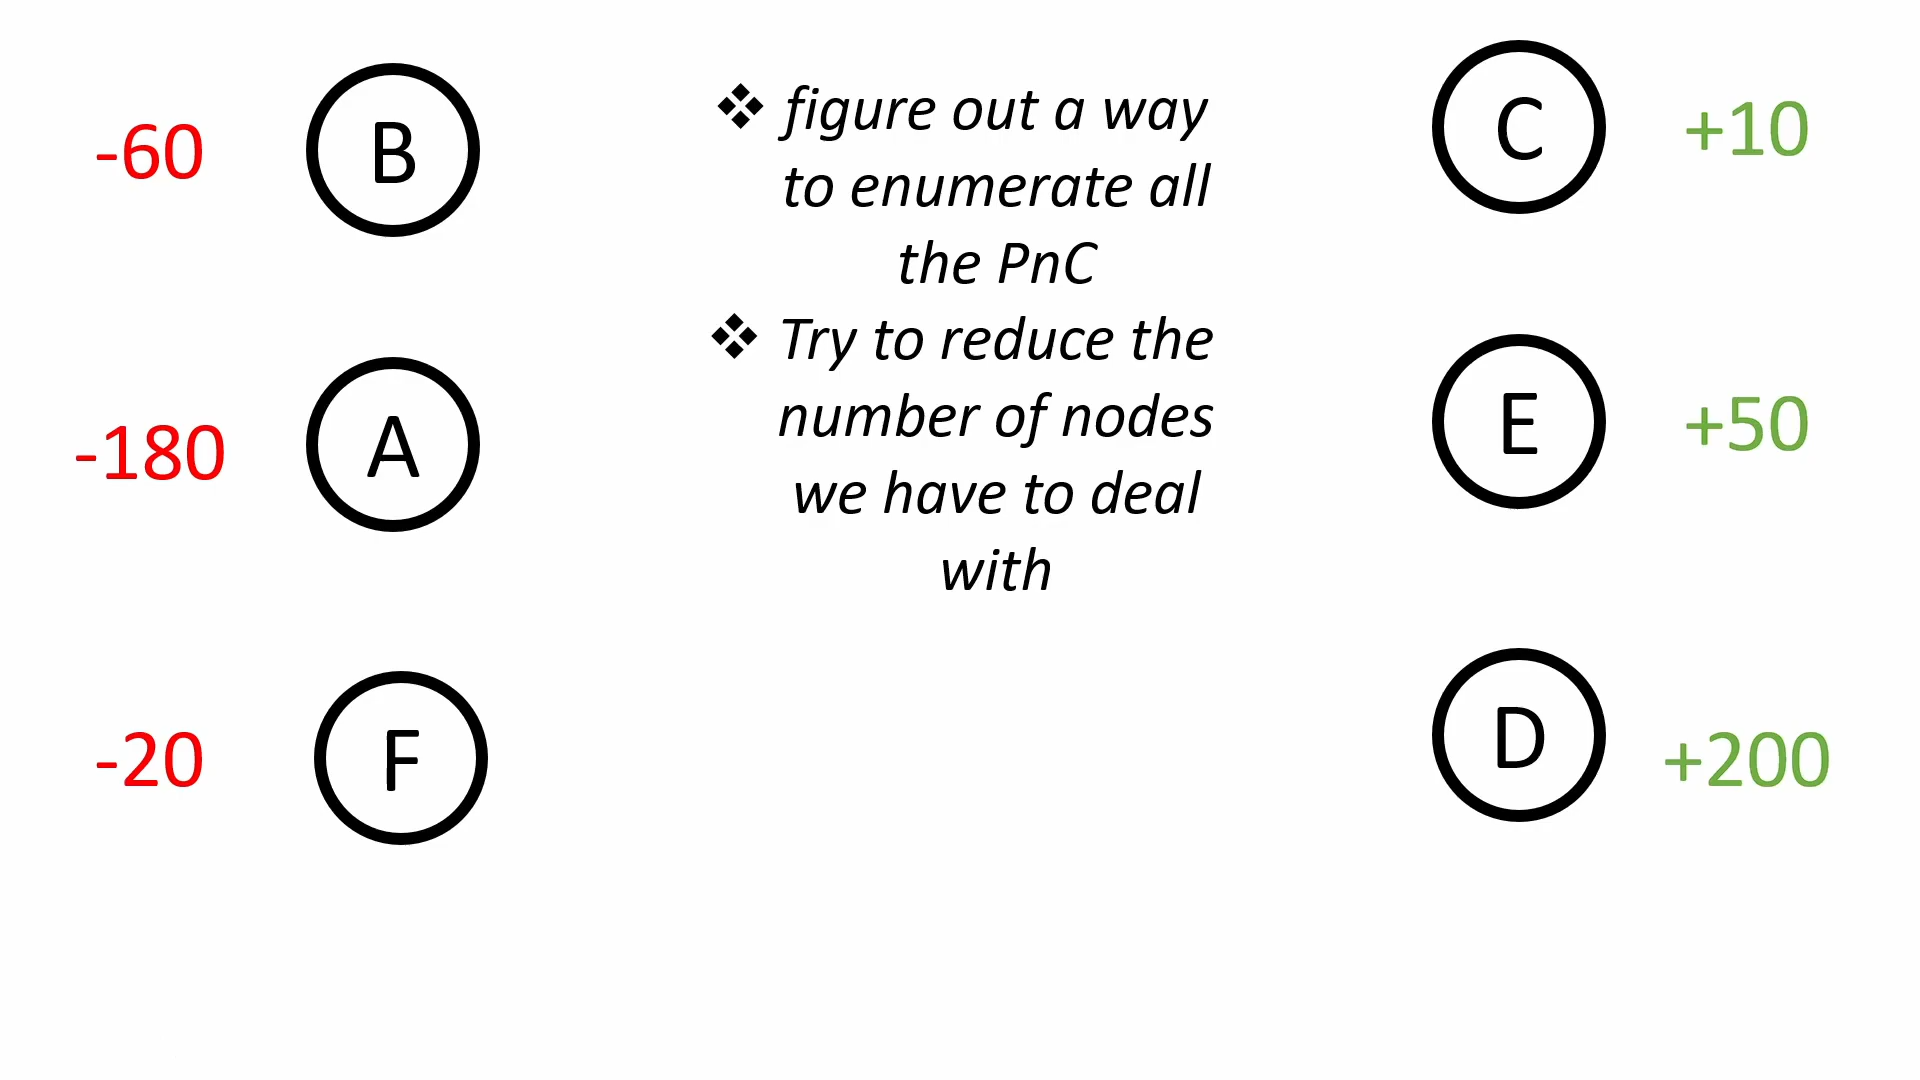 -60
B
-180
A
-20
F
❖ figure out a way
to enumerate all
the PnC
❖ Try to reduce the
number of nodes
we have to deal
with
C
+10
E
+50
D
+200